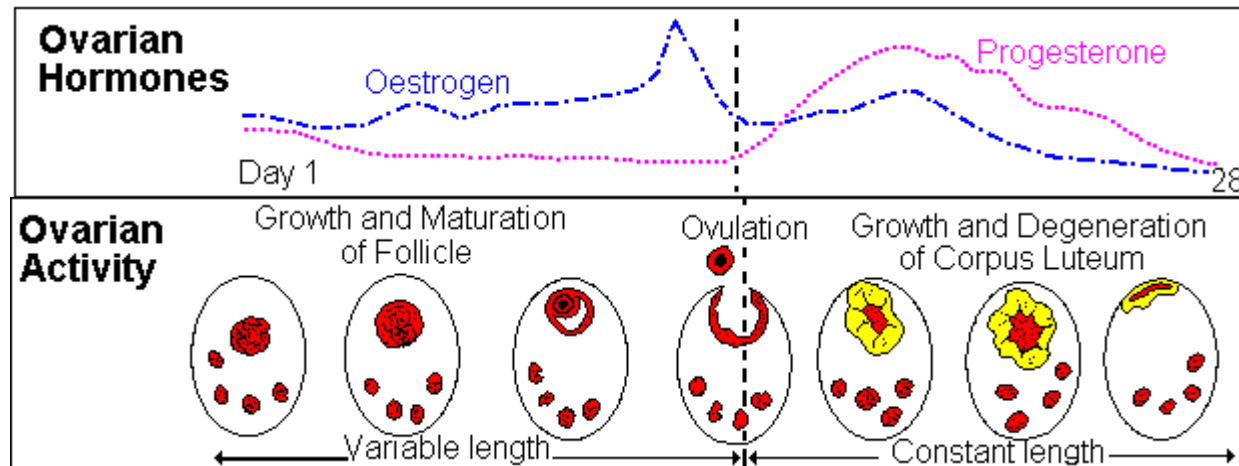 Ovarian
Hormones
Oestrogen
Progesterone
Day 1
28
Ovarian
Activity
Growth and Maturation
of Follicle
Ovulation
Growth and Degeneration
of Corpus Luteum
Variable length
Constant length